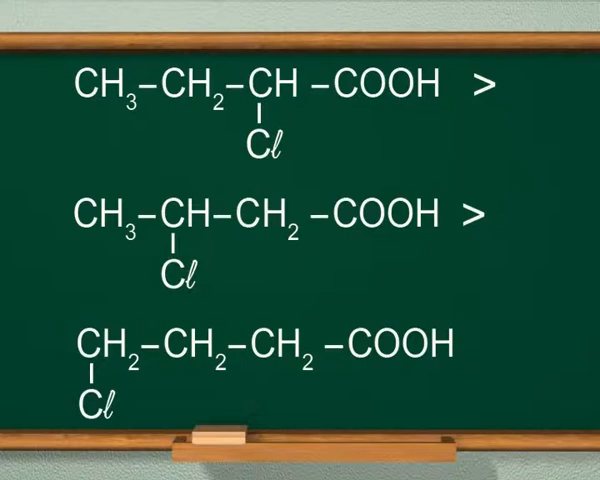 CH₃–CH₂–CH –COOH >
Cℓ
CH₃–CH–CH₂ –COOH >
Cℓ
CH₂–CH₂–CH₂ –COOH
Cℓ